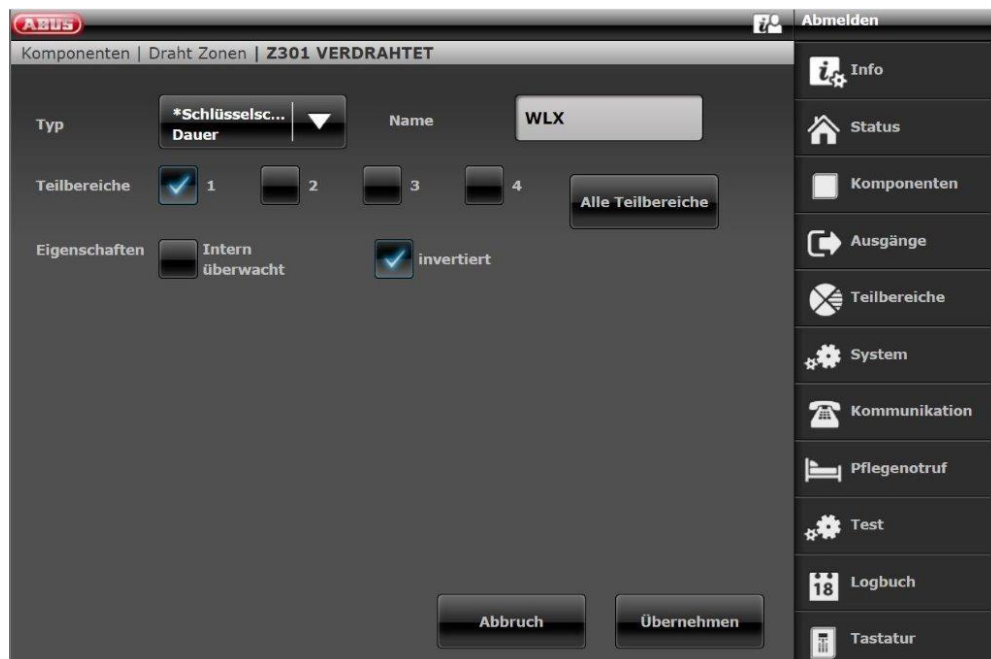 ABUS
Abmelden
Komponenten | Draht Zonen | Z301 VERDRAHTET
Typ
*Schlüsselsc...
Dauer
Name
WLX
Teilbereiche
1
2
3
4
Alle Teilbereiche
Eigenschaften
Intern
überwacht
invertiert
Abbruch
Übernehmen
Info
Status
Komponenten
Ausgänge
Teilbereiche
System
Kommunikation
Pflegenotruf
Test
18
Logbuch
Tastatur